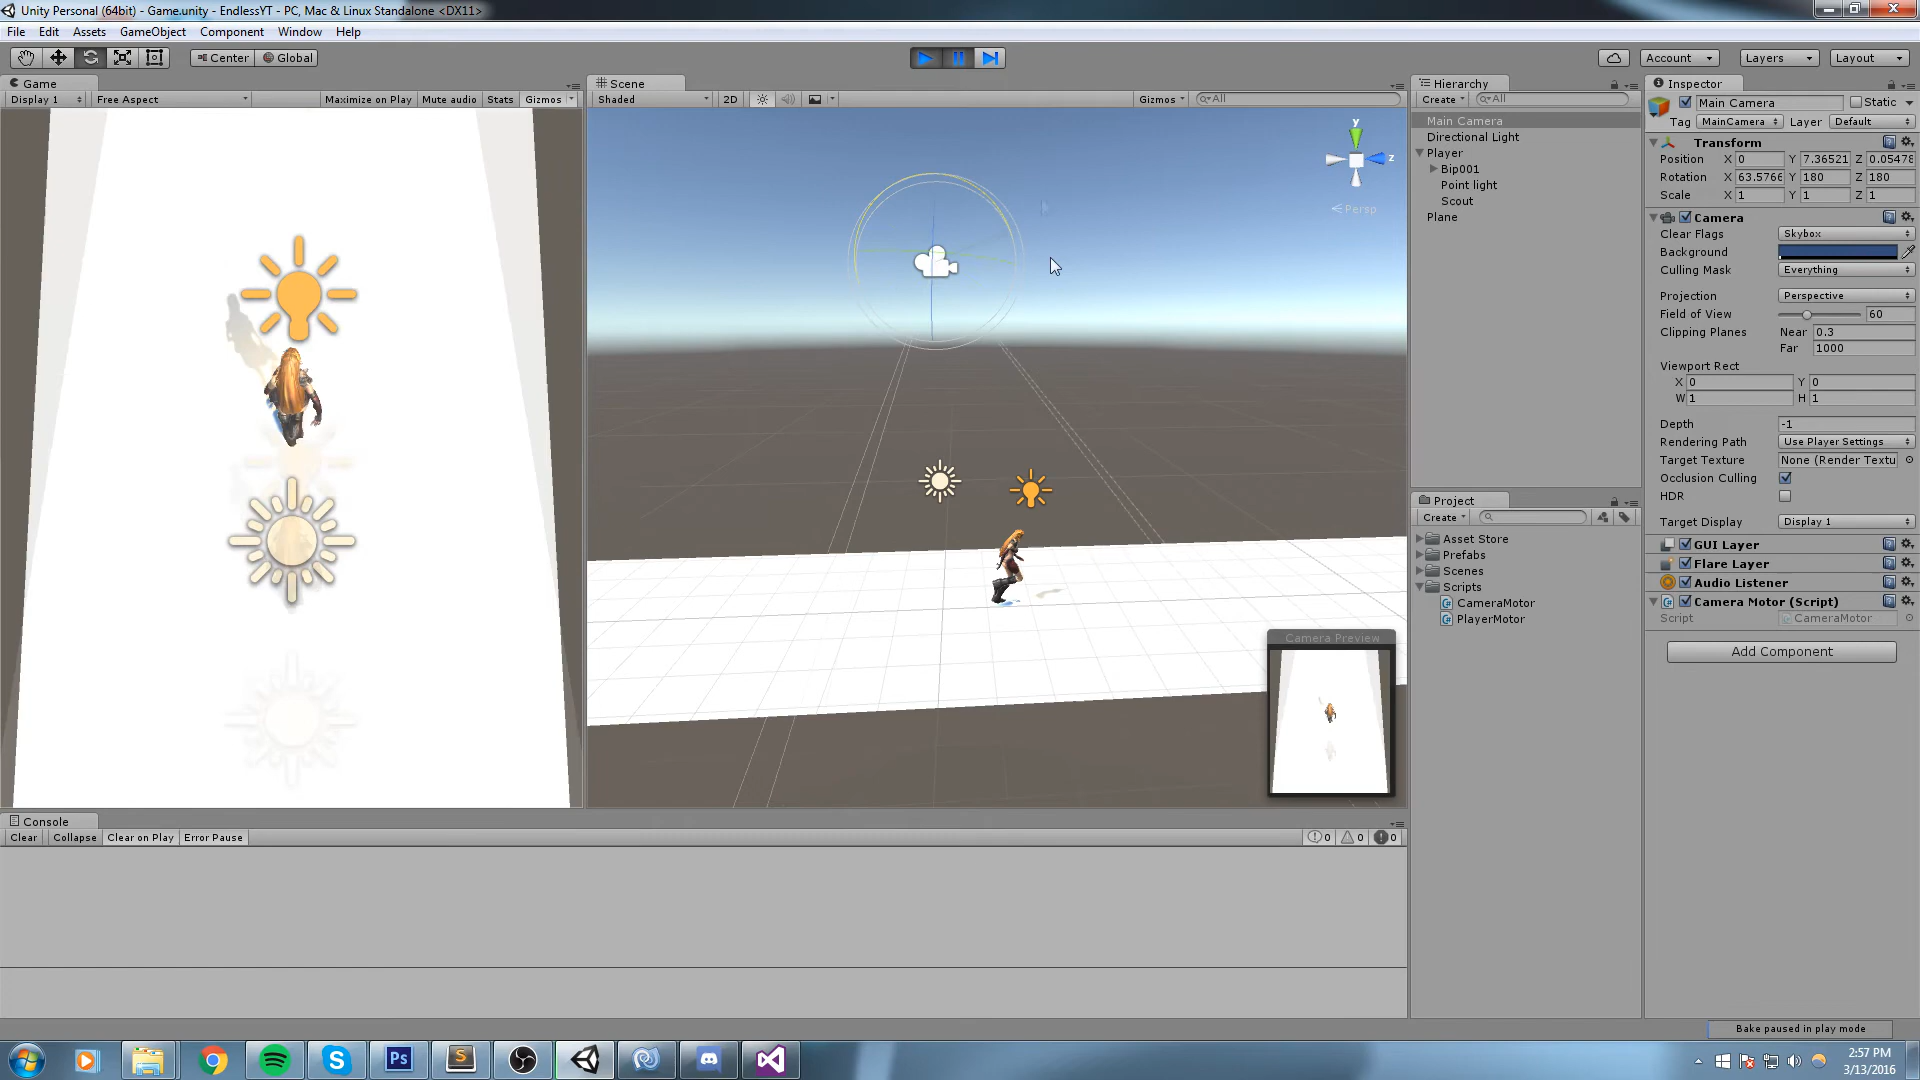 Unity Personal (64bit) - Game.unity - EndlessYT - PC, Mac & Linux Standalone <DX11>
File Edit Assets GameObject Component Window Help
Center Global
Account Layers Layout
Game
Display 1 Free Aspect Maximize on Play Mute audio Stats Gizmos
Scene
Shaded 2D Gizmos All
y
z
Persp
Camera Preview
Hierarchy
Create All
Main Camera
Directional Light
Player
Bip001
Point light
Scout
Plane
Project
Create
Asset Store
Prefabs
Scenes
Scripts
CameraMotor
PlayerMotor
Inspector
Main Camera Static
Tag MainCamera Layer Default
Transform
Position X 0 Y 7.36521 Z 0.05478
Rotation X 63.5766 Y 180 Z 180
Scale X 1 Y 1 Z 1
Camera
Clear Flags Skybox
Background
Culling Mask Everything
Projection Perspective
Field of View 60
Clipping Planes Near 0.3
Far 1000
Viewport Rect
X 0 Y 0
W 1 H 1
Depth -1
Rendering Path Use Player Settings
Target Texture None (Render Textu
Occlusion Culling
HDR
Target Display Display 1
GUI Layer
Flare Layer
Audio Listener
Camera Motor (Script)
Script CameraMotor
Add Component
Console
Clear Collapse Clear on Play Error Pause
0 0 0
Bake paused in play mode
Ps
S
S
2:57 PM
3/13/2016